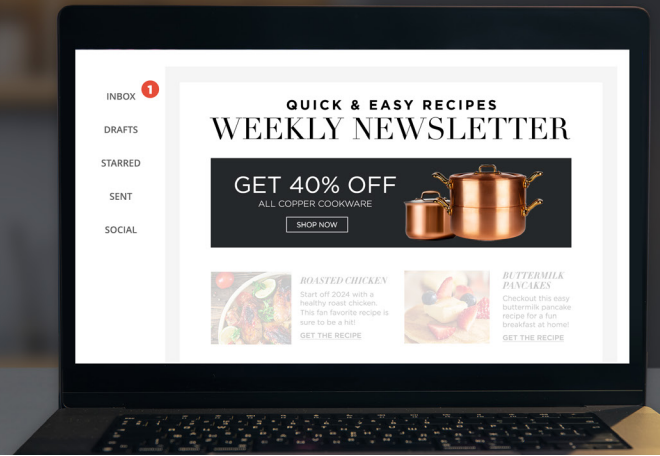 INBOX 1
DRAFTS
STARRED
SENT
SOCIAL
QUICK & EASY RECIPES
WEEKLY NEWSLETTER
GET 40% OFF
ALL COPPER COOKWARE
SHOP NOW
ROASTED CHICKEN
Start off 2024 with a
healthy roast chicken.
This fan favorite recipe is
sure to be a hit!
GET THE RECIPE
BUTTERMILK
PANCAKES
Checkout this easy
buttermilk pancake
recipe for a fun
breakfast at home!
GET THE RECIPE